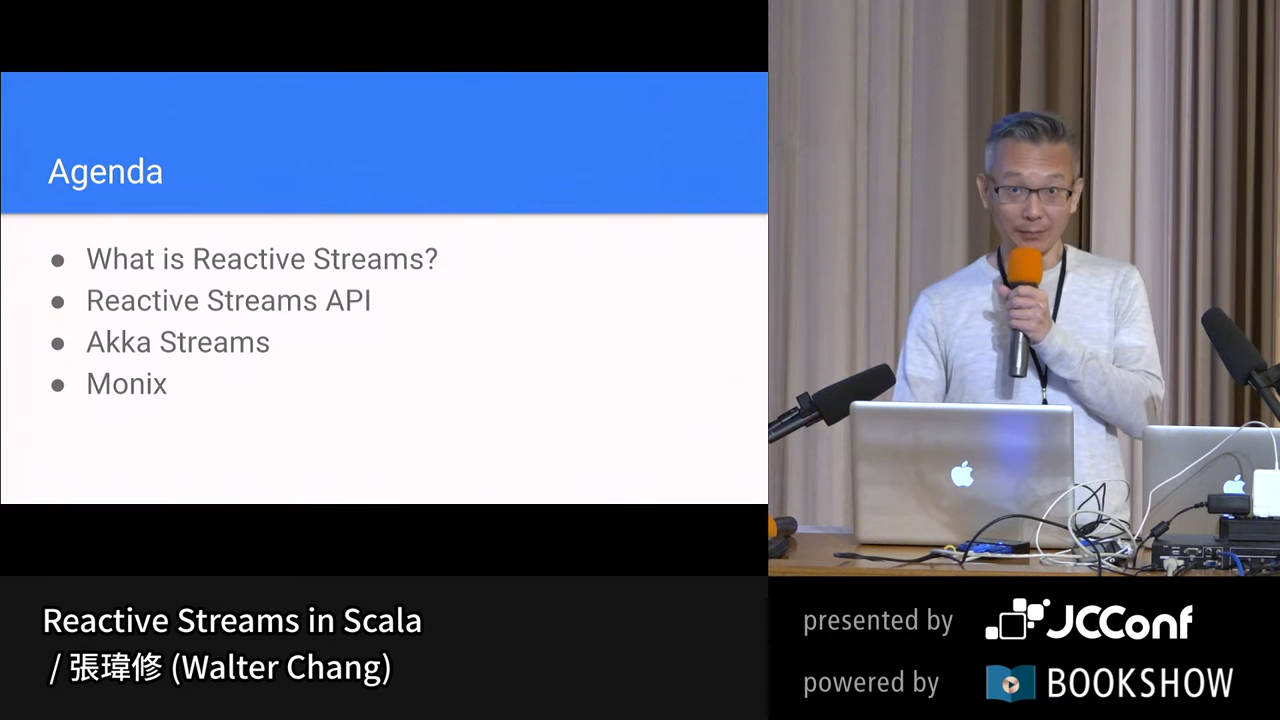 Agenda
● What is Reactive Streams?
● Reactive Streams API
● Akka Streams
● Monix
Reactive Streams in Scala
/ 張瑋修 (Walter Chang)
presented by JCConf
powered by BOOKSHOW